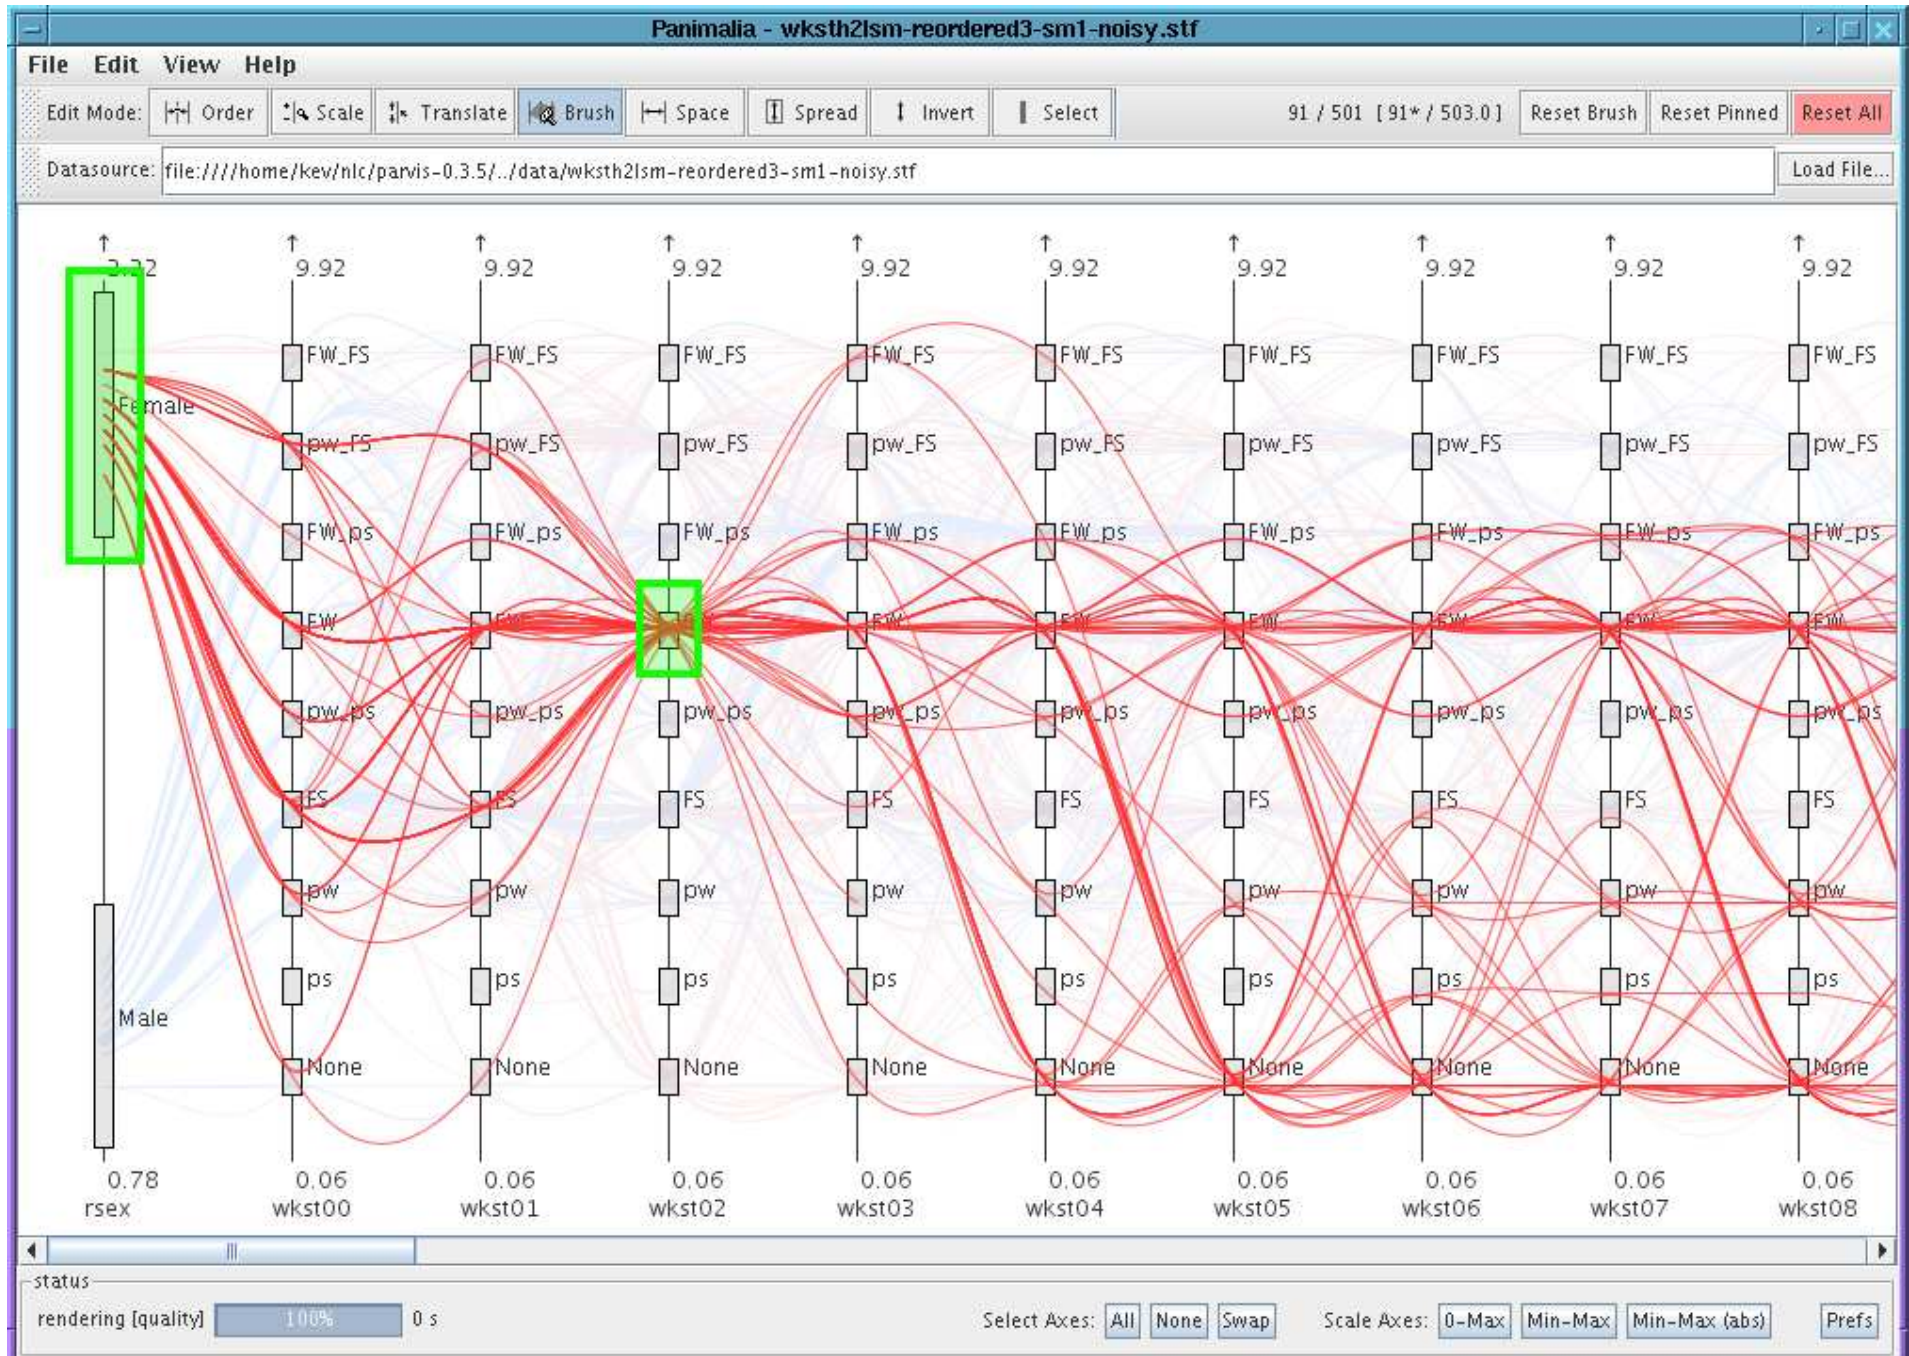 Panimalia - wksth2lsm-reordered3-sm1-noisy.stf
File Edit View Help
Edit Mode: Order Scale Translate Brush Space Spread Invert Select 91 / 501 [ 91* / 503.0 ] Reset Brush Reset Pinned Reset All
Datasource: file:////home/kev/nlc/parvis-0.3.5/../data/wksth2lsm-reordered3-sm1-noisy.stf Load File...
9.92 9.92 9.92 9.92 9.92 9.92 9.92 9.92 9.92
FW_FS FW_FS FW_FS FW_FS FW_FS FW_FS FW_FS FW_FS FW_FS
Female
pw_FS pw_FS pw_FS pw_FS pw_FS pw_FS pw_FS pw_FS pw_FS
FW_ps FW_ps FW_ps FW_ps FW_ps FW_ps FW_ps FW_ps FW_ps
FW FW FW FW FW FW FW
pw_ps pw_ps pw_ps pw_ps pw_ps pw_ps pw_ps pw_ps pw_ps
FS FS FS FS FS FS FS FS FS
pw pw pw pw pw pw pw pw pw
ps ps ps ps ps ps ps ps ps
Male
None None None None None None None None None
0.78 0.06 0.06 0.06 0.06 0.06 0.06 0.06 0.06 0.06
rsex wkst00 wkst01 wkst02 wkst03 wkst04 wkst05 wkst06 wkst07 wkst08
status
rendering [quality] 100% 0 s Select Axes: All None Swap Scale Axes: 0-Max Min-Max Min-Max (abs) Prefs